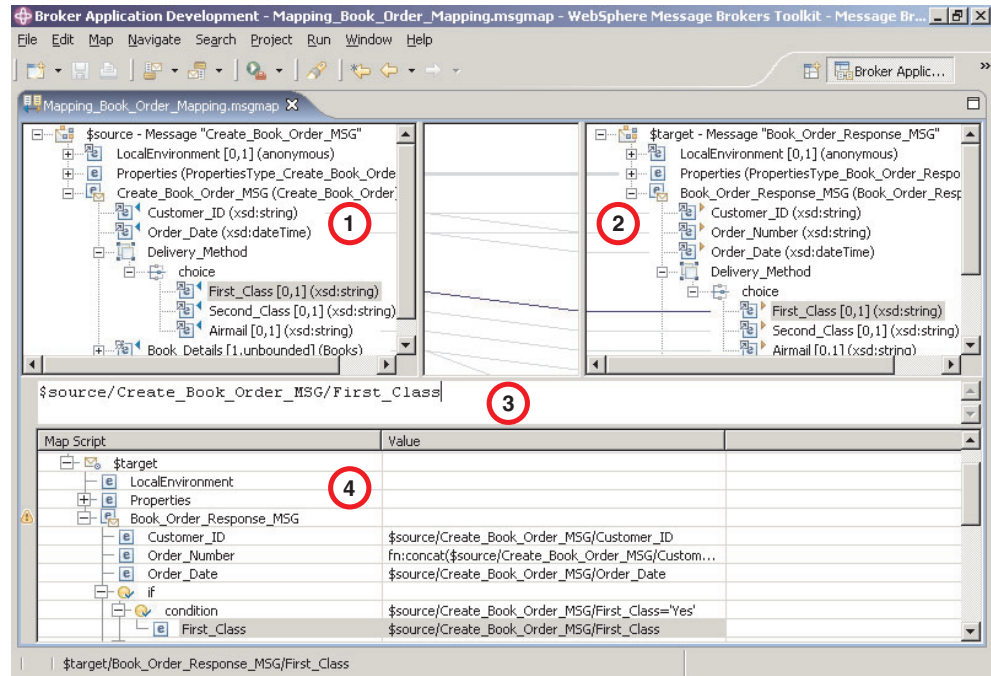 Broker Application Development - Mapping_Book_Order_Mapping.msgmap - WebSphere Message Brokers Toolkit - Message Br...
File Edit Map Navigate Search Project Run Window Help
Broker Applic... »
Mapping_Book_Order_Mapping.msgmap
$source - Message "Create_Book_Order_MSG"
LocalEnvironment [0,1] (anonymous)
Properties (PropertiesType_Create_Book_Orde
Create_Book_Order_MSG (Create_Book_Order
Customer_ID (xsd:string)
Order_Date (xsd:dateTime)
Delivery_Method
choice
First_Class [0,1] (xsd:string)
Second_Class [0,1] (xsd:string)
Airmail [0,1] (xsd:string)
Book_Details [1,unbounded] (Books)
1
$target - Message "Book_Order_Response_MSG"
LocalEnvironment [0,1] (anonymous)
Properties (PropertiesType_Book_Order_Respo
Book_Order_Response_MSG (Book_Order_Resp
Customer_ID (xsd:string)
Order_Number (xsd:string)
Order_Date (xsd:dateTime)
Delivery_Method
choice
First_Class [0,1] (xsd:string)
Second_Class [0,1] (xsd:string)
Airmail [0,1] (xsd:string)
2
$source/Create_Book_Order_MSG/First_Class
3
Map Script Value
$target
LocalEnvironment
4
Properties
Book_Order_Response_MSG
Customer_ID $source/Create_Book_Order_MSG/Customer_ID
Order_Number fn:concat($source/Create_Book_Order_MSG/Custom...
Order_Date $source/Create_Book_Order_MSG/Order_Date
if
condition $source/Create_Book_Order_MSG/First_Class='Yes'
First_Class $source/Create_Book_Order_MSG/First_Class
$target/Book_Order_Response_MSG/First_Class